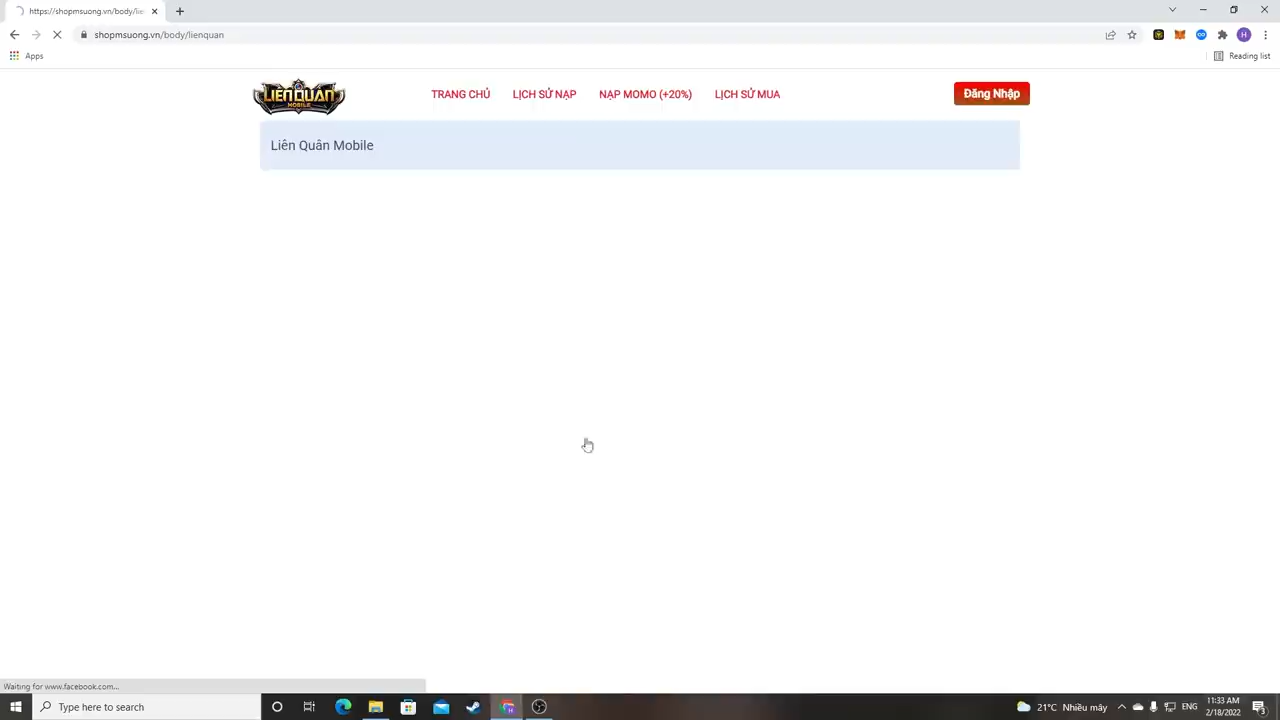 https://shopmsuong.vn/body/lie
shopmsuong.vn/body/lienquan
Apps
Reading list
LIÊN QUÂN
MOBILE
TRANG CHỦ
LỊCH SỬ NẠP
NẠP MOMO (+20%)
LỊCH SỬ MUA
Đăng Nhập
Liên Quân Mobile
Waiting for www.facebook.com...
Type here to search
21°C Nhiều mây
ENG
11:33 AM
2/18/2022